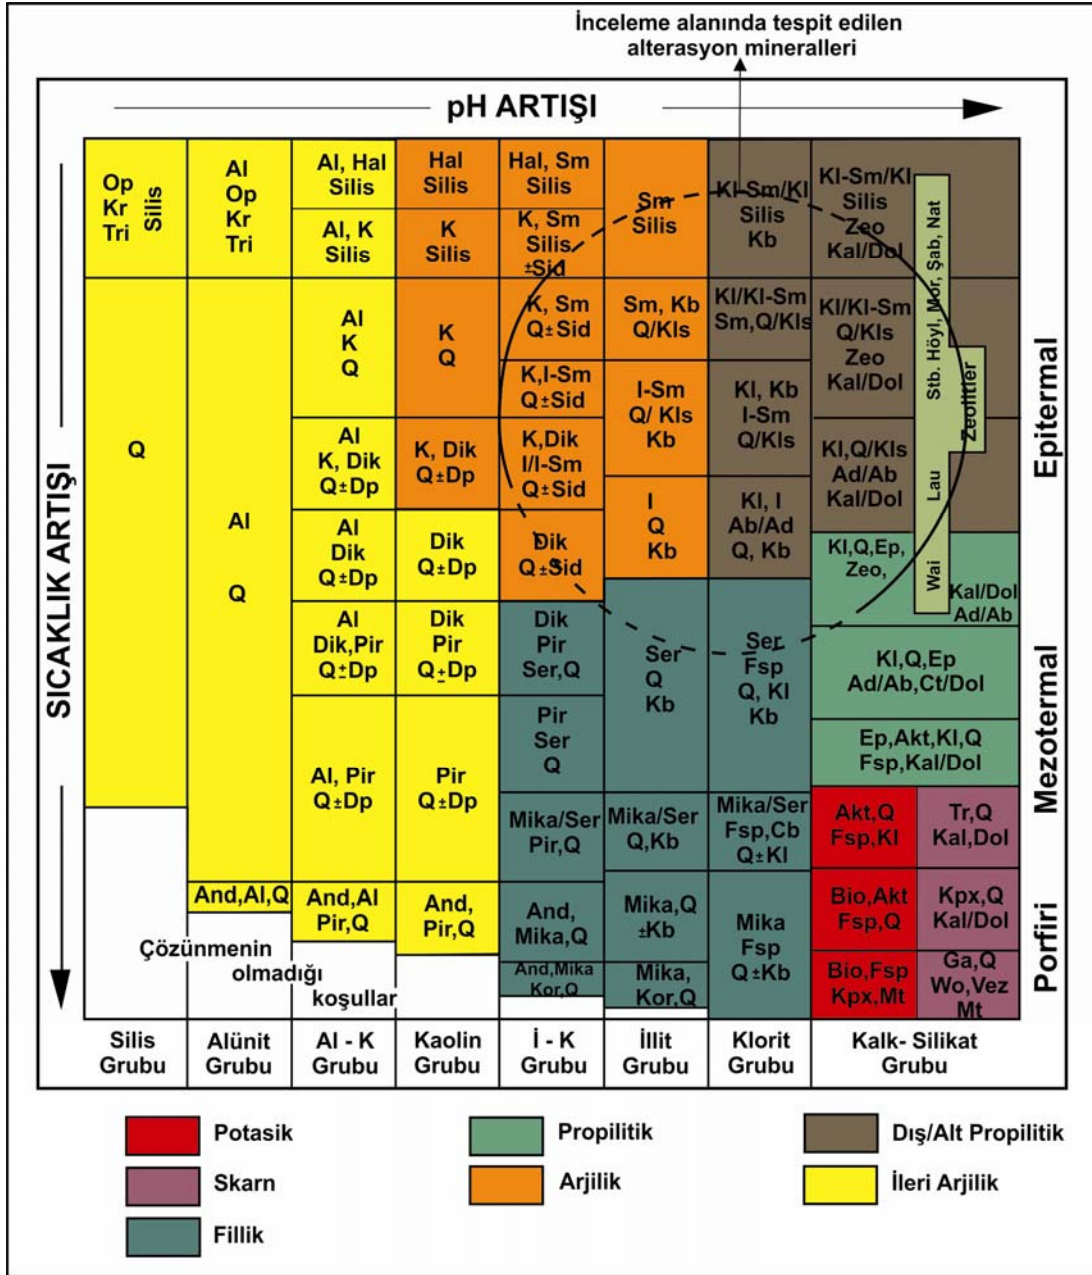 İnceleme alanında tespit edilen
alterasyon mineralleri
pH ARTIŞI
SICAKLIK ARTIŞI
Op
Kr
Tri
Silis
Q
Al
Op
Kr
Tri
Al
Q
And,Al,Q
Al, Hal
Silis
Al, K
Silis
Al
K
Q
Al
K, Dik
Q±Dp
Al
Dik
Q±Dp
Al
Dik,Pir
Q±Dp
Al, Pir
Q±Dp
And,Al
Pir,Q
Hal
Silis
K
Silis
K
Q
K, Dik
Q±Dp
Dik
Q±Dp
Dik
Pir
Q±Dp
Pir
Q±Dp
And,
Pir,Q
Hal, Sm
Silis
K, Sm
Silis
±Sid
K, Sm
Q±Sid
K,I-Sm
Q±Sid
K,Dik
I/I-Sm
Q±Sid
Dik
Q±Sid
Dik
Pir
Ser,Q
Pir
Ser
Q
Mika/Ser
Pir,Q
And,
Mika,Q
And,Mika
Kor,Q
Sm
Silis
Sm, Kb
Q/Kls
I-Sm
Q/ Kls
Kb
I
Q
Kb
Ser
Q
Kb
Mika/Ser
Q,Kb
Mika,Q
±Kb
Mika,
Kor,Q
Kl-Sm/Kl
Silis
Kb
Kl/Kl-Sm
Sm,Q/Kls
Kl, Kb
I-Sm
Q/Kls
Kl, I
Ab/Ad
Q, Kb
Ser
Fsp
Q, Kl
Kb
Mika/Ser
Fsp,Cb
Q±Kl
Mika
Fsp
Q±Kb
Kl-Sm/Kl
Silis
Zeo
Kal/Dol
Kl/Kl-Sm
Q/Kls
Zeo
Kal/Dol
Kl,Q/Kls
Ad/Ab
Kal/Dol
Kl,Q,Ep,
Zeo,
Kal/Dol
Ad/Ab
Kl,Q,Ep
Ad/Ab,Ct/Dol
Ep,Akt,Kl,Q
Fsp,Kal/Dol
Akt,Q
Fsp,Kl
Tr,Q
Kal,Dol
Bio,Akt
Fsp,Q
Kpx,Q
Kal/Dol
Bio,Fsp
Kpx,Mt
Ga,Q
Wo,Vez
Mt
Stb. Höyl, Mor, Şab, Nat
Lau
Wai
Zeolitler
Epitermal
Mezotermal
Porfiri
Çözünmenin
olmadığı
koşullar
Silis
Grubu
Alünit
Grubu
Al - K
Grubu
Kaolin
Grubu
İ - K
Grubu
İllit
Grubu
Klorit
Grubu
Kalk- Silikat
Grubu
Potasik
Propilitik
Dış/Alt Propilitik
Skarn
Arjilik
İleri Arjilik
Fillik